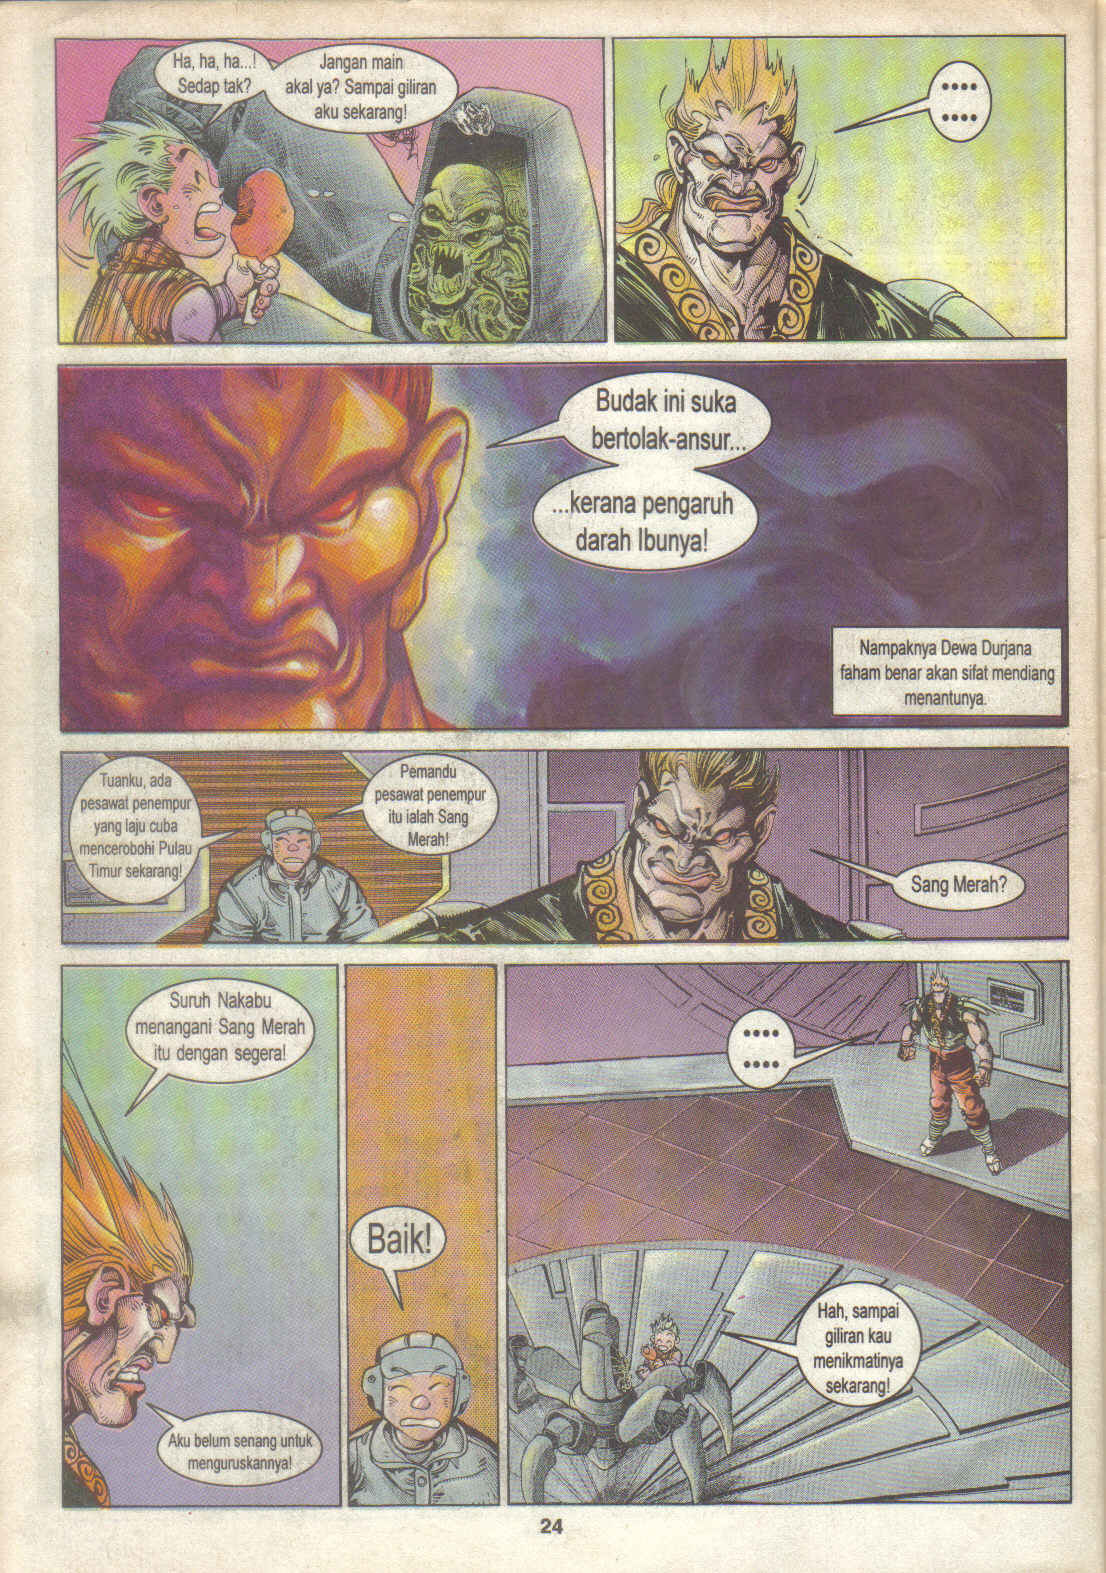 Ha, ha, ha...!
Sedap tak?
Jangan main
akal ya? Sampai giliran
aku sekarang!
••••
••••
Budak ini suka
bertolak-ansur...
...kerana pengaruh
darah Ibunya!
Nampaknya Dewa Durjana
faham benar akan sifat mendiang
menantunya.
Tuanku, ada
pesawat penempur
yang laju cuba
mencerobohi Pulau
Timur sekarang!
Pemandu
pesawat penempur
itu ialah Sang
Merah!
Sang Merah?
Suruh Nakabu
menangani Sang Merah
itu dengan segera!
Aku belum senang untuk
menguruskannya!
Baik!
••••
••••
Hah, sampai
giliran kau
menikmatinya
sekarang!
24